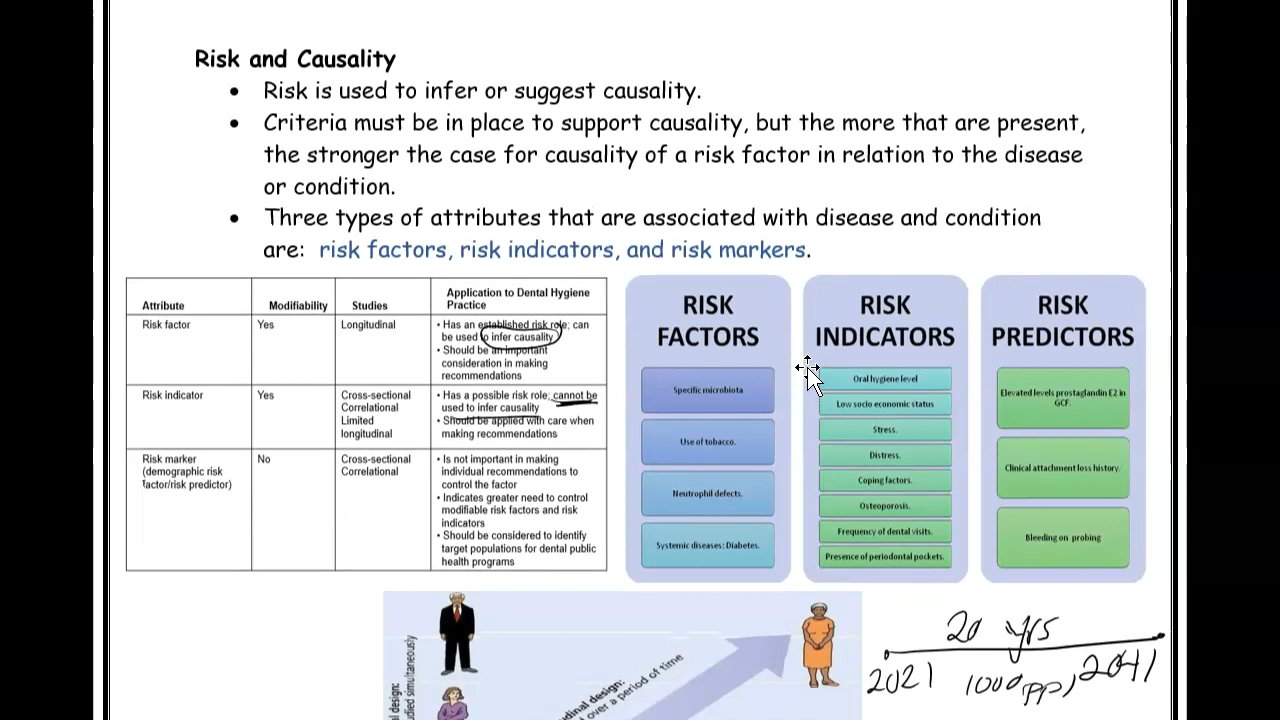 Risk and Causality
• Risk is used to infer or suggest causality.
• Criteria must be in place to support causality, but the more that are present,
the stronger the case for causality of a risk factor in relation to the disease
or condition.
• Three types of attributes that are associated with disease and condition
are: risk factors, risk indicators, and risk markers.
Attribute
Modifiability
Studies
Application to Dental Hygiene
Practice
Risk factor
Yes
Longitudinal
• Has an established risk role; can
be used to infer causality
• Should be an important
consideration in making
recommendations
Risk indicator
Yes
Cross-sectional
Correlational
Limited
longitudinal
• Has a possible risk role; cannot be
used to infer causality
• Should be applied with care when
making recommendations
Risk marker
(demographic risk
factor/risk predictor)
No
Cross-sectional
Correlational
• Is not important in making
individual recommendations to
control the factor
• Indicates greater need to control
modifiable risk factors and risk
indicators
• Should be considered to identify
target populations for dental public
health programs
RISK
FACTORS
Specific microbiota
Use of tobacco.
Neutrophil defects.
Systemic diseases: Diabetes.
RISK
INDICATORS
Oral hygiene level
Low socio economic status
Stress.
Distress.
Coping factors.
Osteoporosis.
Frequency of dental visits.
Presence of periodontal pockets.
RISK
PREDICTORS
Elevated levels prostaglandin E2 in
GCF.
Clinical attachment loss history.
Bleeding on probing
design:
died simultaneously
udinal design:
over a period of time
20 yrs
2021
1000 ppl
2041